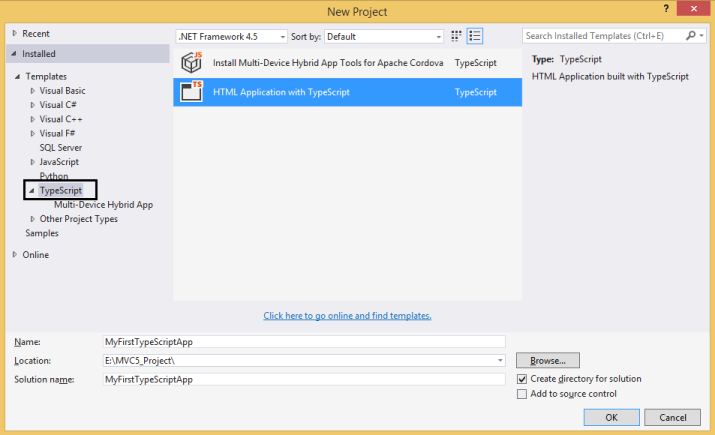 New Project
? x
Recent
Installed
Templates
Visual Basic
Visual C#
Visual C++
Visual F#
SQL Server
JavaScript
Python
TypeScript
Multi-Device Hybrid App
Other Project Types
Samples
Online
.NET Framework 4.5 Sort by: Default
JS Install Multi-Device Hybrid App Tools for Apache Cordova TypeScript
TS HTML Application with TypeScript TypeScript
Click here to go online and find templates.
Search Installed Templates (Ctrl+E)
Type: TypeScript
HTML Application built with TypeScript
Name: MyFirstTypeScriptApp
Location: E:\MVC5_Project\ Browse...
Solution name: MyFirstTypeScriptApp
Create directory for solution
Add to source control
OK Cancel